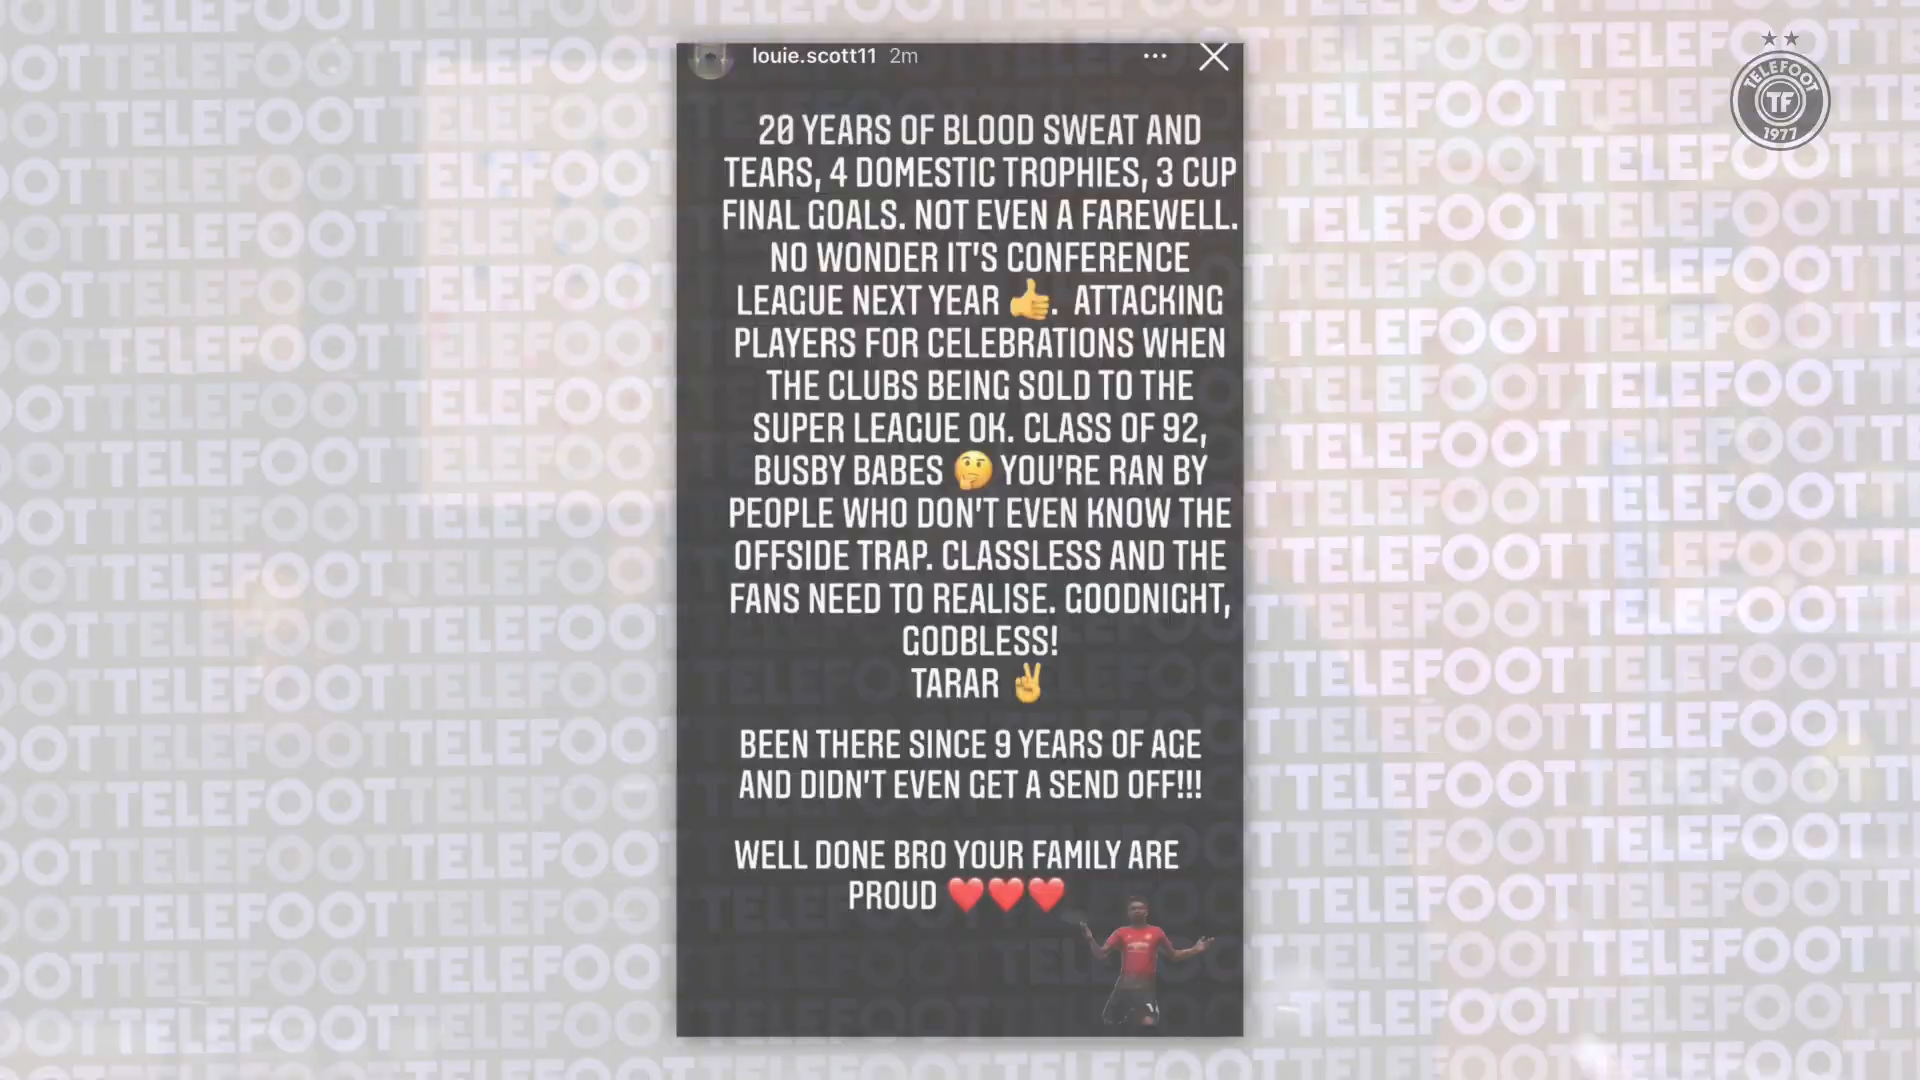 louie.scott11 2m
20 YEARS OF BLOOD SWEAT AND
TEARS, 4 DOMESTIC TROPHIES, 3 CUP
FINAL GOALS. NOT EVEN A FAREWELL.
NO WONDER IT'S CONFERENCE
LEAGUE NEXT YEAR 👍. ATTACKING
PLAYERS FOR CELEBRATIONS WHEN
THE CLUBS BEING SOLD TO THE
SUPER LEAGUE OK. CLASS OF 92,
BUSBY BABES 🤔 YOU'RE RAN BY
PEOPLE WHO DON'T EVEN KNOW THE
OFFSIDE TRAP. CLASSLESS AND THE
FANS NEED TO REALISE. GOODNIGHT,
GODBLESS!
TARAR ✌️
BEEN THERE SINCE 9 YEARS OF AGE
AND DIDN'T EVEN GET A SEND OFF!!!
WELL DONE BRO YOUR FAMILY ARE
PROUD ❤️❤️❤️
TELEFOOT
TF
1977